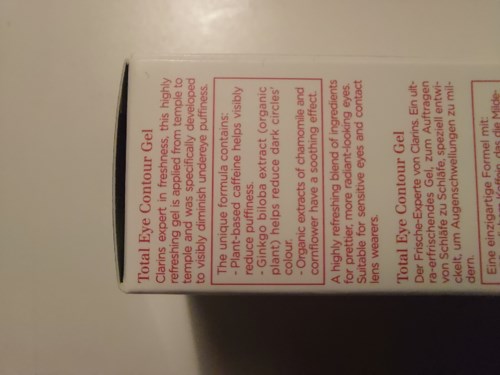 Total Eye Contour Gel
Clarins expert in freshness, this highly
refreshing gel is applied from temple to
temple and was specifically developed
to visibly diminish undereye puffiness.
The unique formula contains:
- Plant-based caffeine helps visibly
reduce puffiness.
- Ginkgo biloba extract (organic
plant) helps reduce dark circles'
colour.
- Organic extracts of chamomile and
cornflower have a soothing effect.
A highly refreshing blend of ingredients
for prettier, more radiant-looking eyes.
Suitable for sensitive eyes and contact
lens wearers.
Total Eye Contour Gel
Der Frische-Experte von Clarins. Ein ult-
ra-erfrischendes Gel, zum Auftragen
von Schläfe zu Schläfe, speziell entwi-
ckelt, um Augenschwellungen zu mil-
dern.
Eine einzigartige Formel mit: